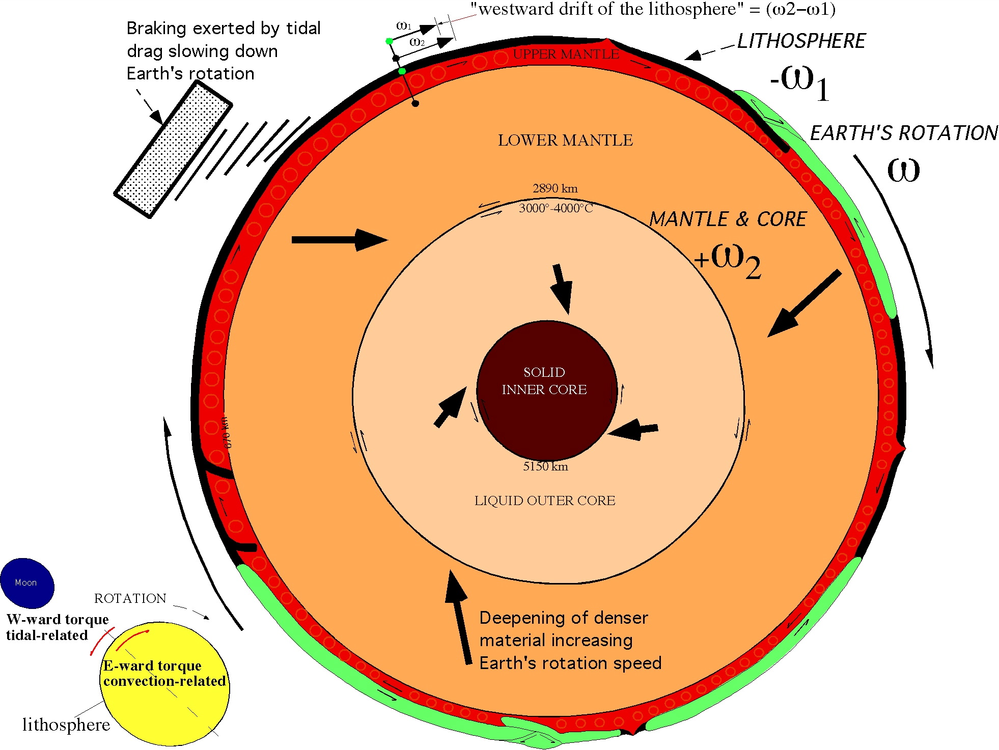 "westward drift of the lithosphere" = (ω2−ω1)
Braking exerted by tidal
drag slowing down
Earth's rotation
ω1
ω2
LITHOSPHERE
-ω1
UPPER MANTLE
EARTH'S ROTATION
ω
LOWER MANTLE
2890 km
3000°-4000°C
MANTLE & CORE
+ω2
SOLID
INNER CORE
670 km
5150 km
LIQUID OUTER CORE
Moon
ROTATION
W-ward torque
tidal-related
Deepening of denser
material increasing
Earth's rotation speed
E-ward torque
convection-related
lithosphere